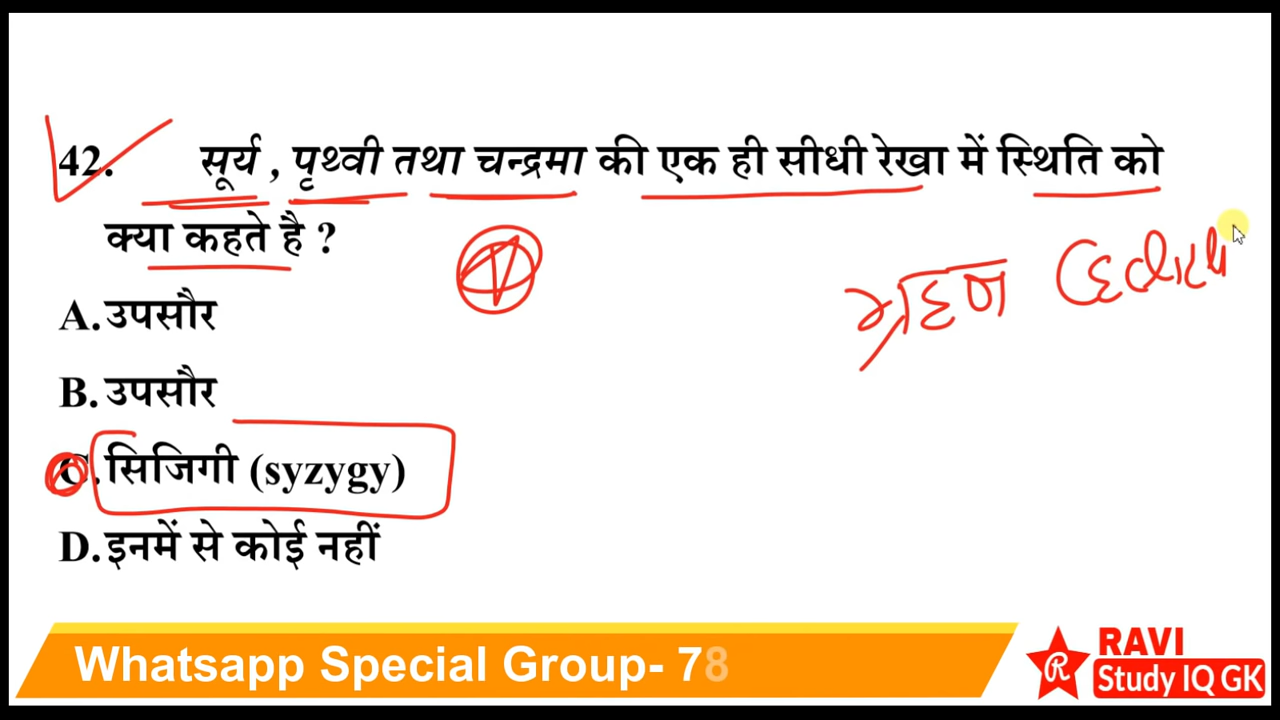 42. सूर्य , पृथ्वी तथा चन्द्रमा की एक ही सीधी रेखा में स्थिति को
क्या कहते है ?
ग्रहण
A. उपसौर
B. उपसौर
C. सिजिगी (syzygy)
D. इनमें से कोई नहीं
Whatsapp Special Group- 78
RAVI
Study IQ GK